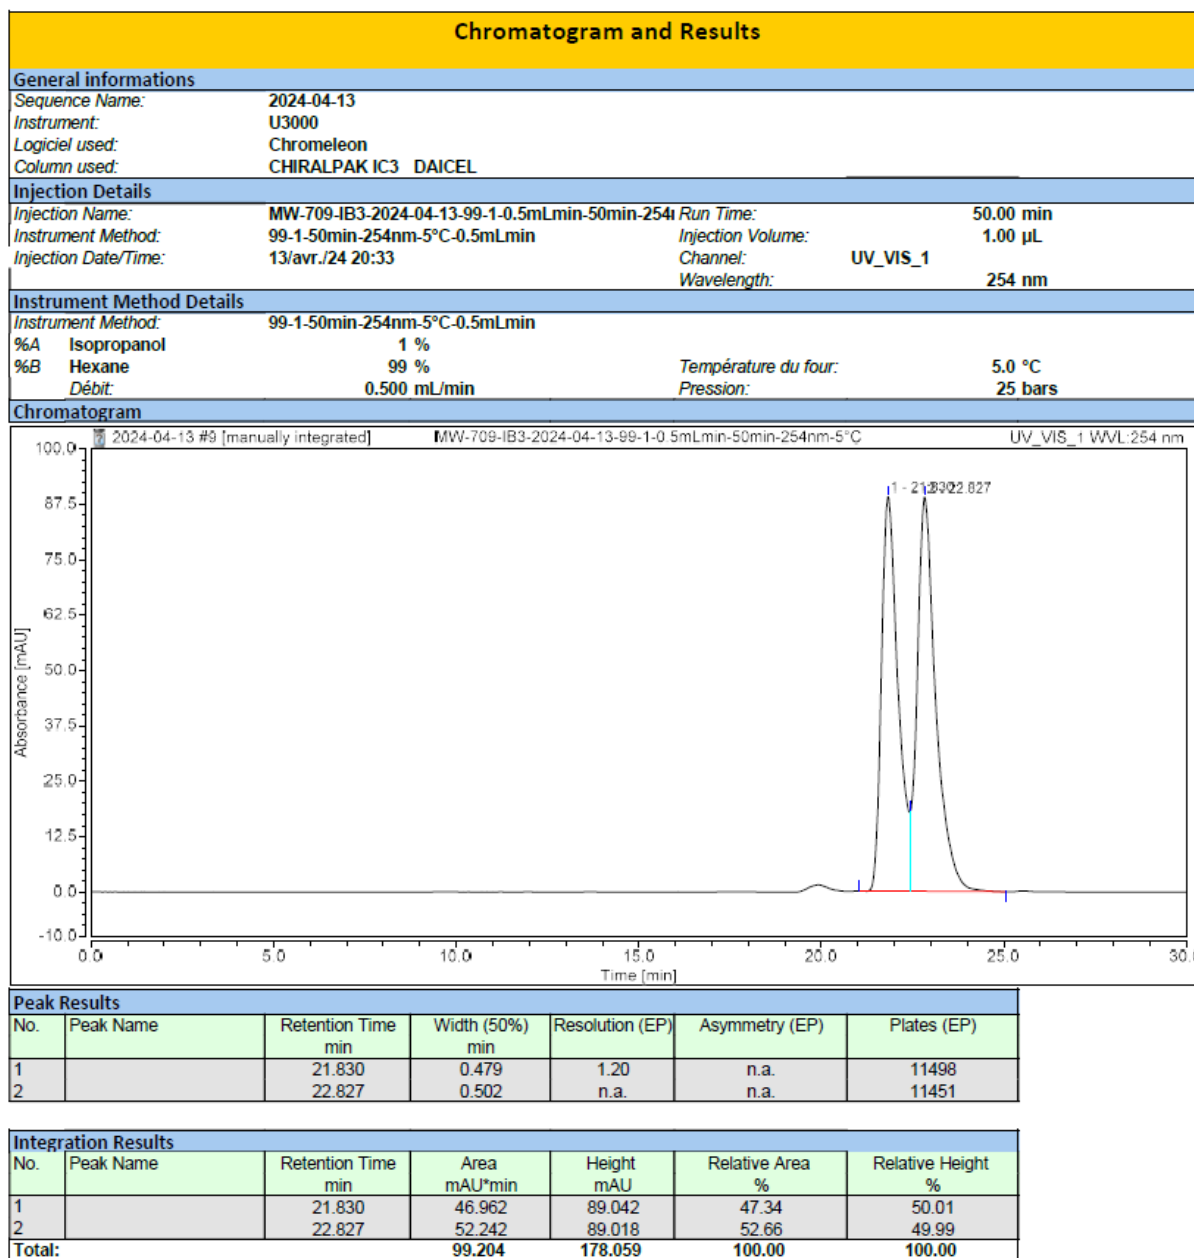 Chromatogram and Results
General informations
Sequence Name: 2024-04-13
Instrument: U3000
Logiciel used: Chromeleon
Column used: CHIRALPAK IC3 DAICEL
Injection Details
Injection Name: MW-709-IB3-2024-04-13-99-1-0.5mLmin-50min-254 Run Time: 50.00 min
Instrument Method: 99-1-50min-254nm-5°C-0.5mLmin Injection Volume: 1.00 µL
Injection Date/Time: 13/avr./24 20:33 Channel: UV_VIS_1
Wavelength: 254 nm
Instrument Method Details
Instrument Method: 99-1-50min-254nm-5°C-0.5mLmin
%A Isopropanol 1 %
%B Hexane 99 % Température du four: 5.0 °C
Débit: 0.500 mL/min Pression: 25 bars
Chromatogram
2024-04-13 #9 [manually integrated] MW-709-IB3-2024-04-13-99-1-0.5mLmin-50min-254nm-5°C UV_VIS_1 WVL:254 nm
100.0
1 - 21.830 2 - 22.827
87.5
75.0
62.5
50.0
37.5
25.0
12.5
0.0
-10.0
Absorbance [mAU]
0.0 5.0 10.0 15.0 20.0 25.0 30.
Time [min]
Peak Results
No. Peak Name Retention Time Width (50%) Resolution (EP) Asymmetry (EP) Plates (EP)
min min
1 21.830 0.479 1.20 n.a. 11498
2 22.827 0.502 n.a. n.a. 11451
Integration Results
No. Peak Name Retention Time Area Height Relative Area Relative Height
min mAU*min mAU % %
1 21.830 46.962 89.042 47.34 50.01
2 22.827 52.242 89.018 52.66 49.99
Total: 99.204 178.059 100.00 100.00